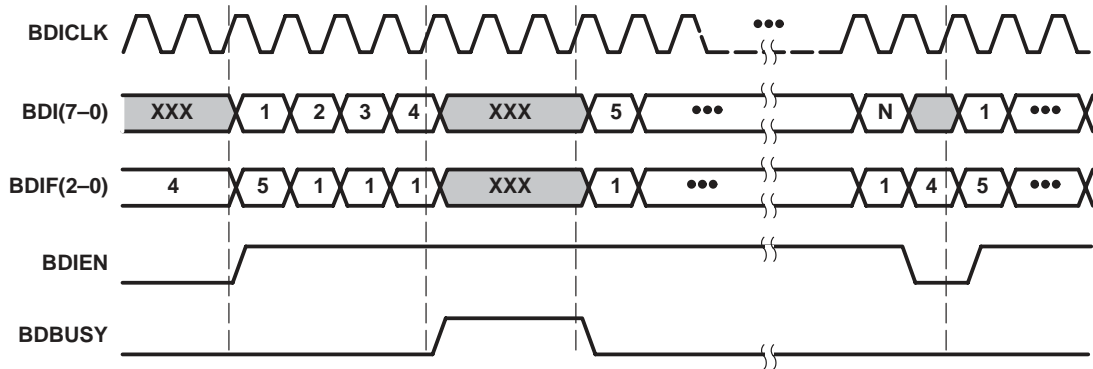 BDICLK •••
BDI(7–0) XXX 1 2 3 4 XXX 5 ••• N 1 •••
BDIF(2–0) 4 5 1 1 1 XXX 1 ••• 1 4 5 •••
BDIEN
BDBUSY